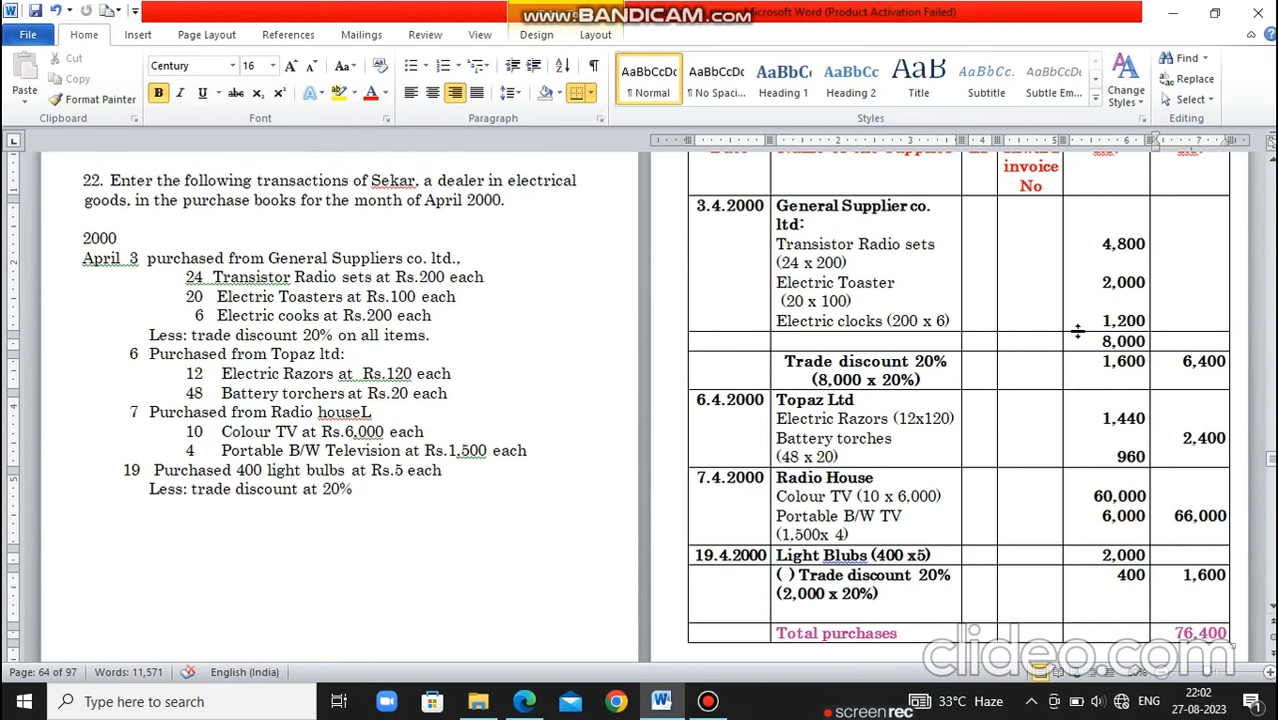 www.BANDICAM.com
Microsoft Word (Product Activation Failed)
File Home Insert Page Layout References Mailings Review View Design Layout
Paste
Cut
Copy
Format Painter
Clipboard
Century 16
Font
Paragraph
AaBbCcDc AaBbCcDc AaBbC( AaBbCc AaB AaBbCcL AaBbCcDc
¶ Normal ¶ No Spaci... Heading 1 Heading 2 Title Subtitle Subtle Em...
Styles
Change Styles
Find
Replace
Select
Editing
22. Enter the following transactions of Sekar, a dealer in electrical
goods, in the purchase books for the month of April 2000.
2000
April 3 purchased from General Suppliers co. ltd.,
24 Transistor Radio sets at Rs.200 each
20 Electric Toasters at Rs.100 each
6 Electric cooks at Rs.200 each
Less: trade discount 20% on all items.
6 Purchased from Topaz ltd:
12 Electric Razors at Rs.120 each
48 Battery torchers at Rs.20 each
7 Purchased from Radio houseL
10 Colour TV at Rs.6,000 each
4 Portable B/W Television at Rs.1,500 each
19 Purchased 400 light bulbs at Rs.5 each
Less: trade discount at 20%
invoice
No
3.4.2000 General Supplier co.
ltd:
Transistor Radio sets 4,800
(24 x 200)
Electric Toaster 2,000
(20 x 100)
Electric clocks (200 x 6) 1,200
8,000
Trade discount 20% 1,600 6,400
(8,000 x 20%)
6.4.2000 Topaz Ltd
Electric Razors (12x120) 1,440
Battery torches 2,400
(48 x 20) 960
7.4.2000 Radio House
Colour TV (10 x 6,000) 60,000
Portable B/W TV 6,000 66,000
(1,500x 4)
19.4.2000 Light Blubs (400 x5) 2,000
( ) Trade discount 20% 400 1,600
(2,000 x 20%)
Total purchases 76,400
clideo.com
Page: 64 of 97 Words: 11,571 English (India)
Type here to search
33°C Haze
ENG
22:02
27-08-2023
screen rec